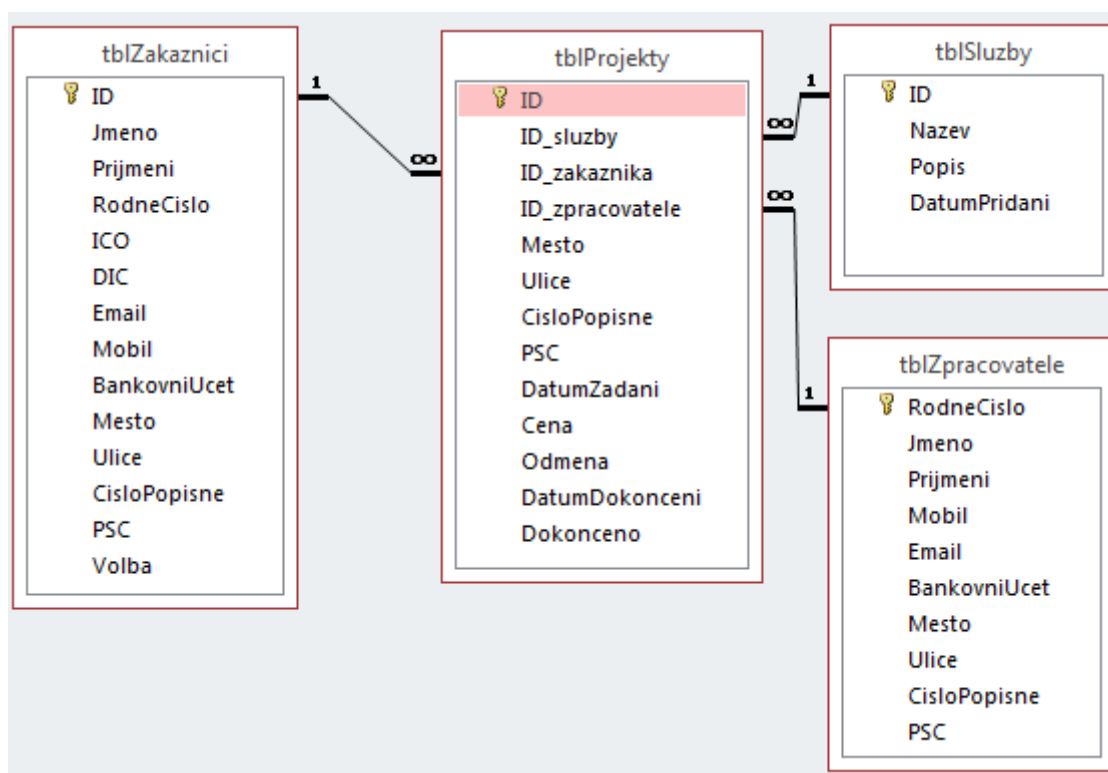 tblZakaznici
ID
Jmeno
Prijmeni
RodneCislo
ICO
DIC
Email
Mobil
BankovniUcet
Mesto
Ulice
CisloPopisne
PSC
Volba
1
∞
tblProjekty
ID
ID_sluzby
ID_zakaznika
ID_zpracovatele
Mesto
Ulice
CisloPopisne
PSC
DatumZadani
Cena
Odmena
DatumDokonceni
Dokonceno
1
∞
∞
1
tblSluzby
ID
Nazev
Popis
DatumPridani
tblZpracovatele
RodneCislo
Jmeno
Prijmeni
Mobil
Email
BankovniUcet
Mesto
Ulice
CisloPopisne
PSC